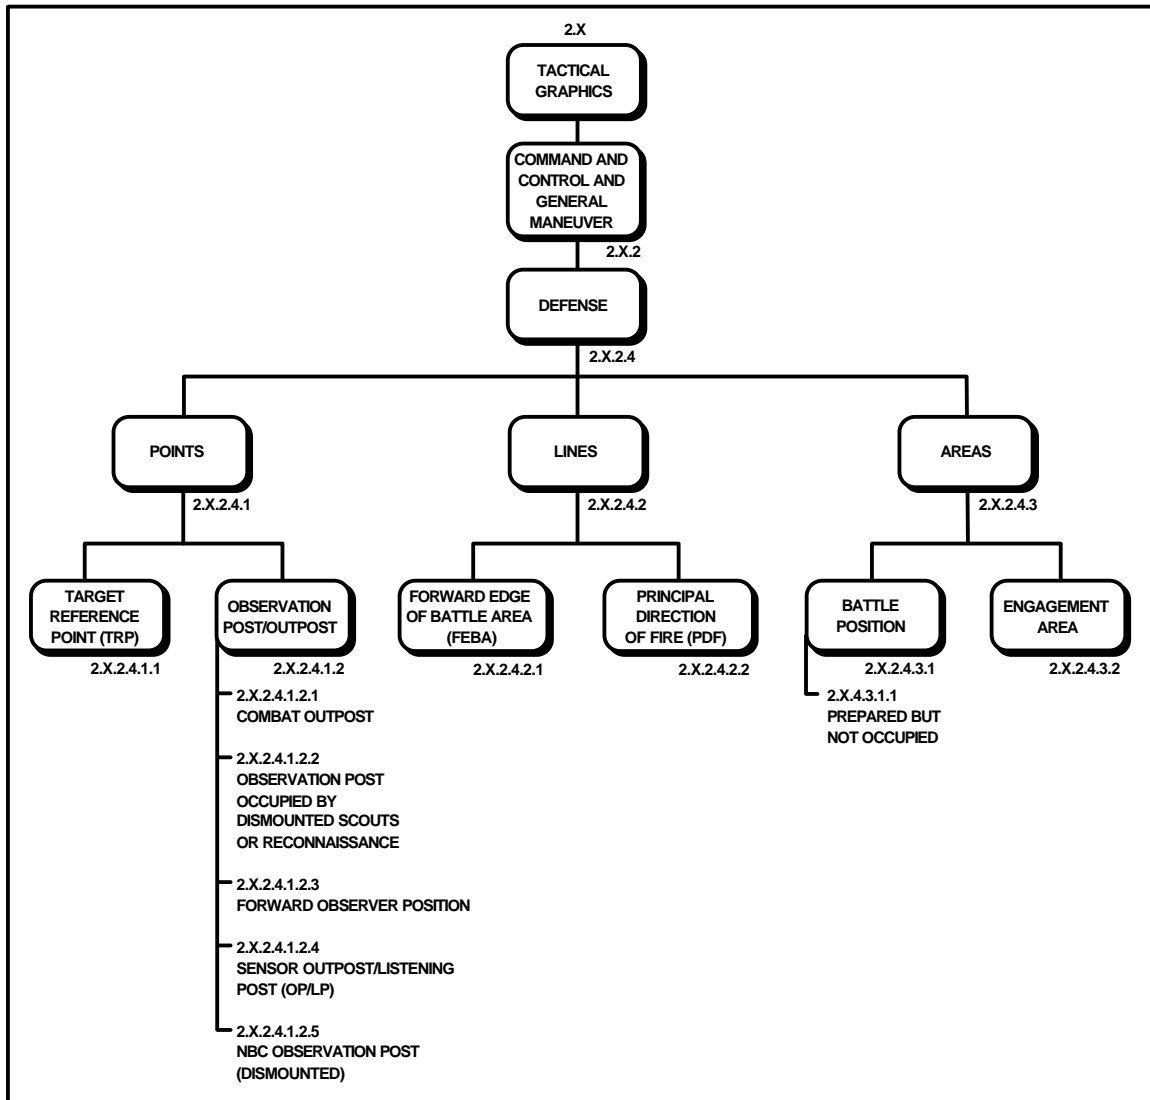 2.X
TACTICAL
GRAPHICS
COMMAND AND
CONTROL AND
GENERAL
MANEUVER
2.X.2
DEFENSE
2.X.2.4
POINTS
2.X.2.4.1
LINES
2.X.2.4.2
AREAS
2.X.2.4.3
TARGET
REFERENCE
POINT (TRP)
2.X.2.4.1.1
OBSERVATION
POST/OUTPOST
2.X.2.4.1.2
FORWARD EDGE
OF BATTLE AREA
(FEBA)
2.X.2.4.2.1
PRINCIPAL
DIRECTION
OF FIRE (PDF)
2.X.2.4.2.2
BATTLE
POSITION
2.X.2.4.3.1
ENGAGEMENT
AREA
2.X.2.4.3.2
2.X.2.4.1.2.1
COMBAT OUTPOST
2.X.2.4.1.2.2
OBSERVATION POST
OCCUPIED BY
DISMOUNTED SCOUTS
OR RECONNAISSANCE
2.X.2.4.1.2.3
FORWARD OBSERVER POSITION
2.X.2.4.1.2.4
SENSOR OUTPOST/LISTENING
POST (OP/LP)
2.X.2.4.1.2.5
NBC OBSERVATION POST
(DISMOUNTED)
2.X.4.3.1.1
PREPARED BUT
NOT OCCUPIED